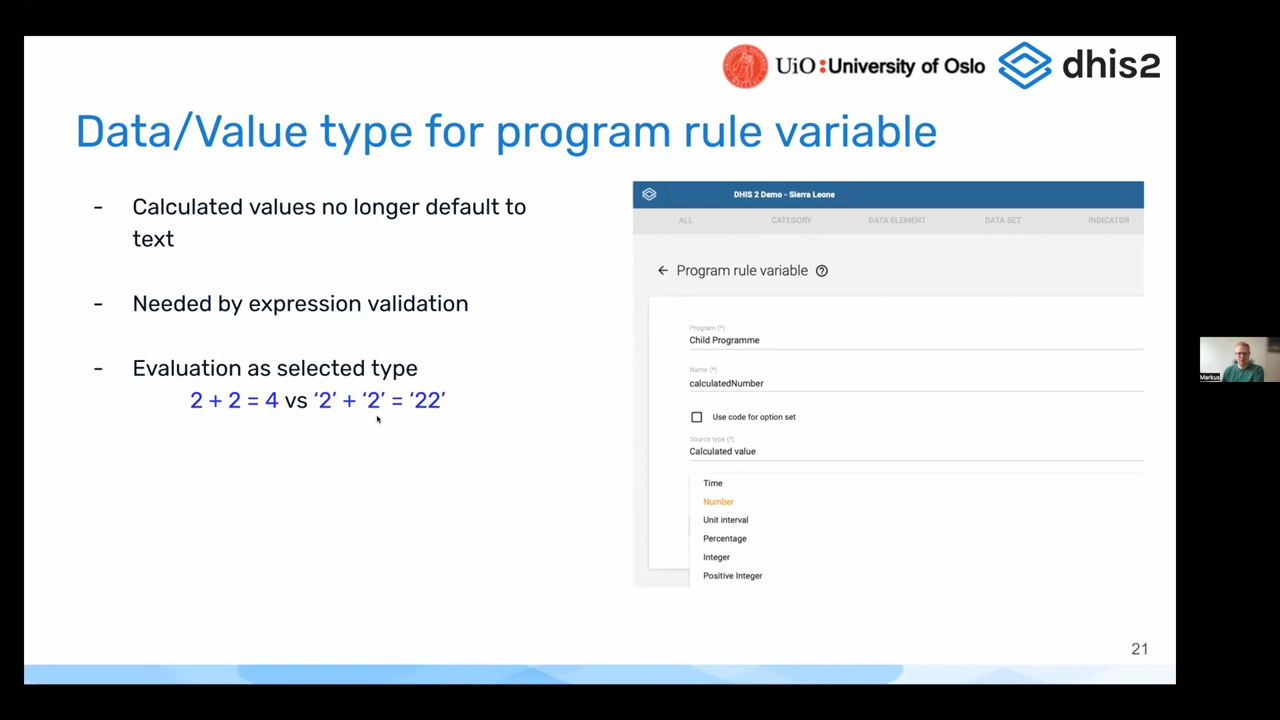 UiO:University of Oslo
dhis2
Data/Value type for program rule variable
- Calculated values no longer default to
text
- Needed by expression validation
- Evaluation as selected type
2 + 2 = 4 vs ‘2’ + ‘2’ = ‘22’
DHIS 2 Demo - Sierra Leone
ALL CATEGORY DATA ELEMENT DATA SET INDICATOR
Program rule variable
Program (*)
Child Programme
Name (*)
calculatedNumber
Use code for option set
Source type (*)
Calculated value
Time
Number
Unit interval
Percentage
Integer
Positive Integer
21
Markus